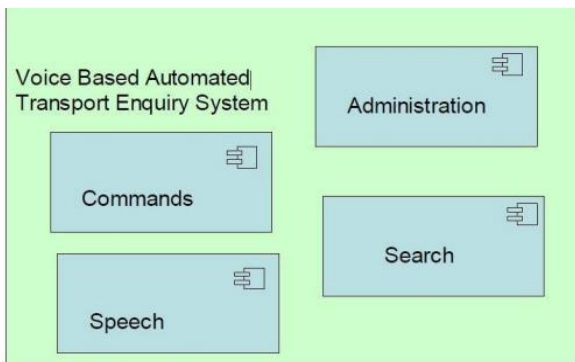 Voice Based Automated
Transport Enquiry System
Administration
Commands
Search
Speech